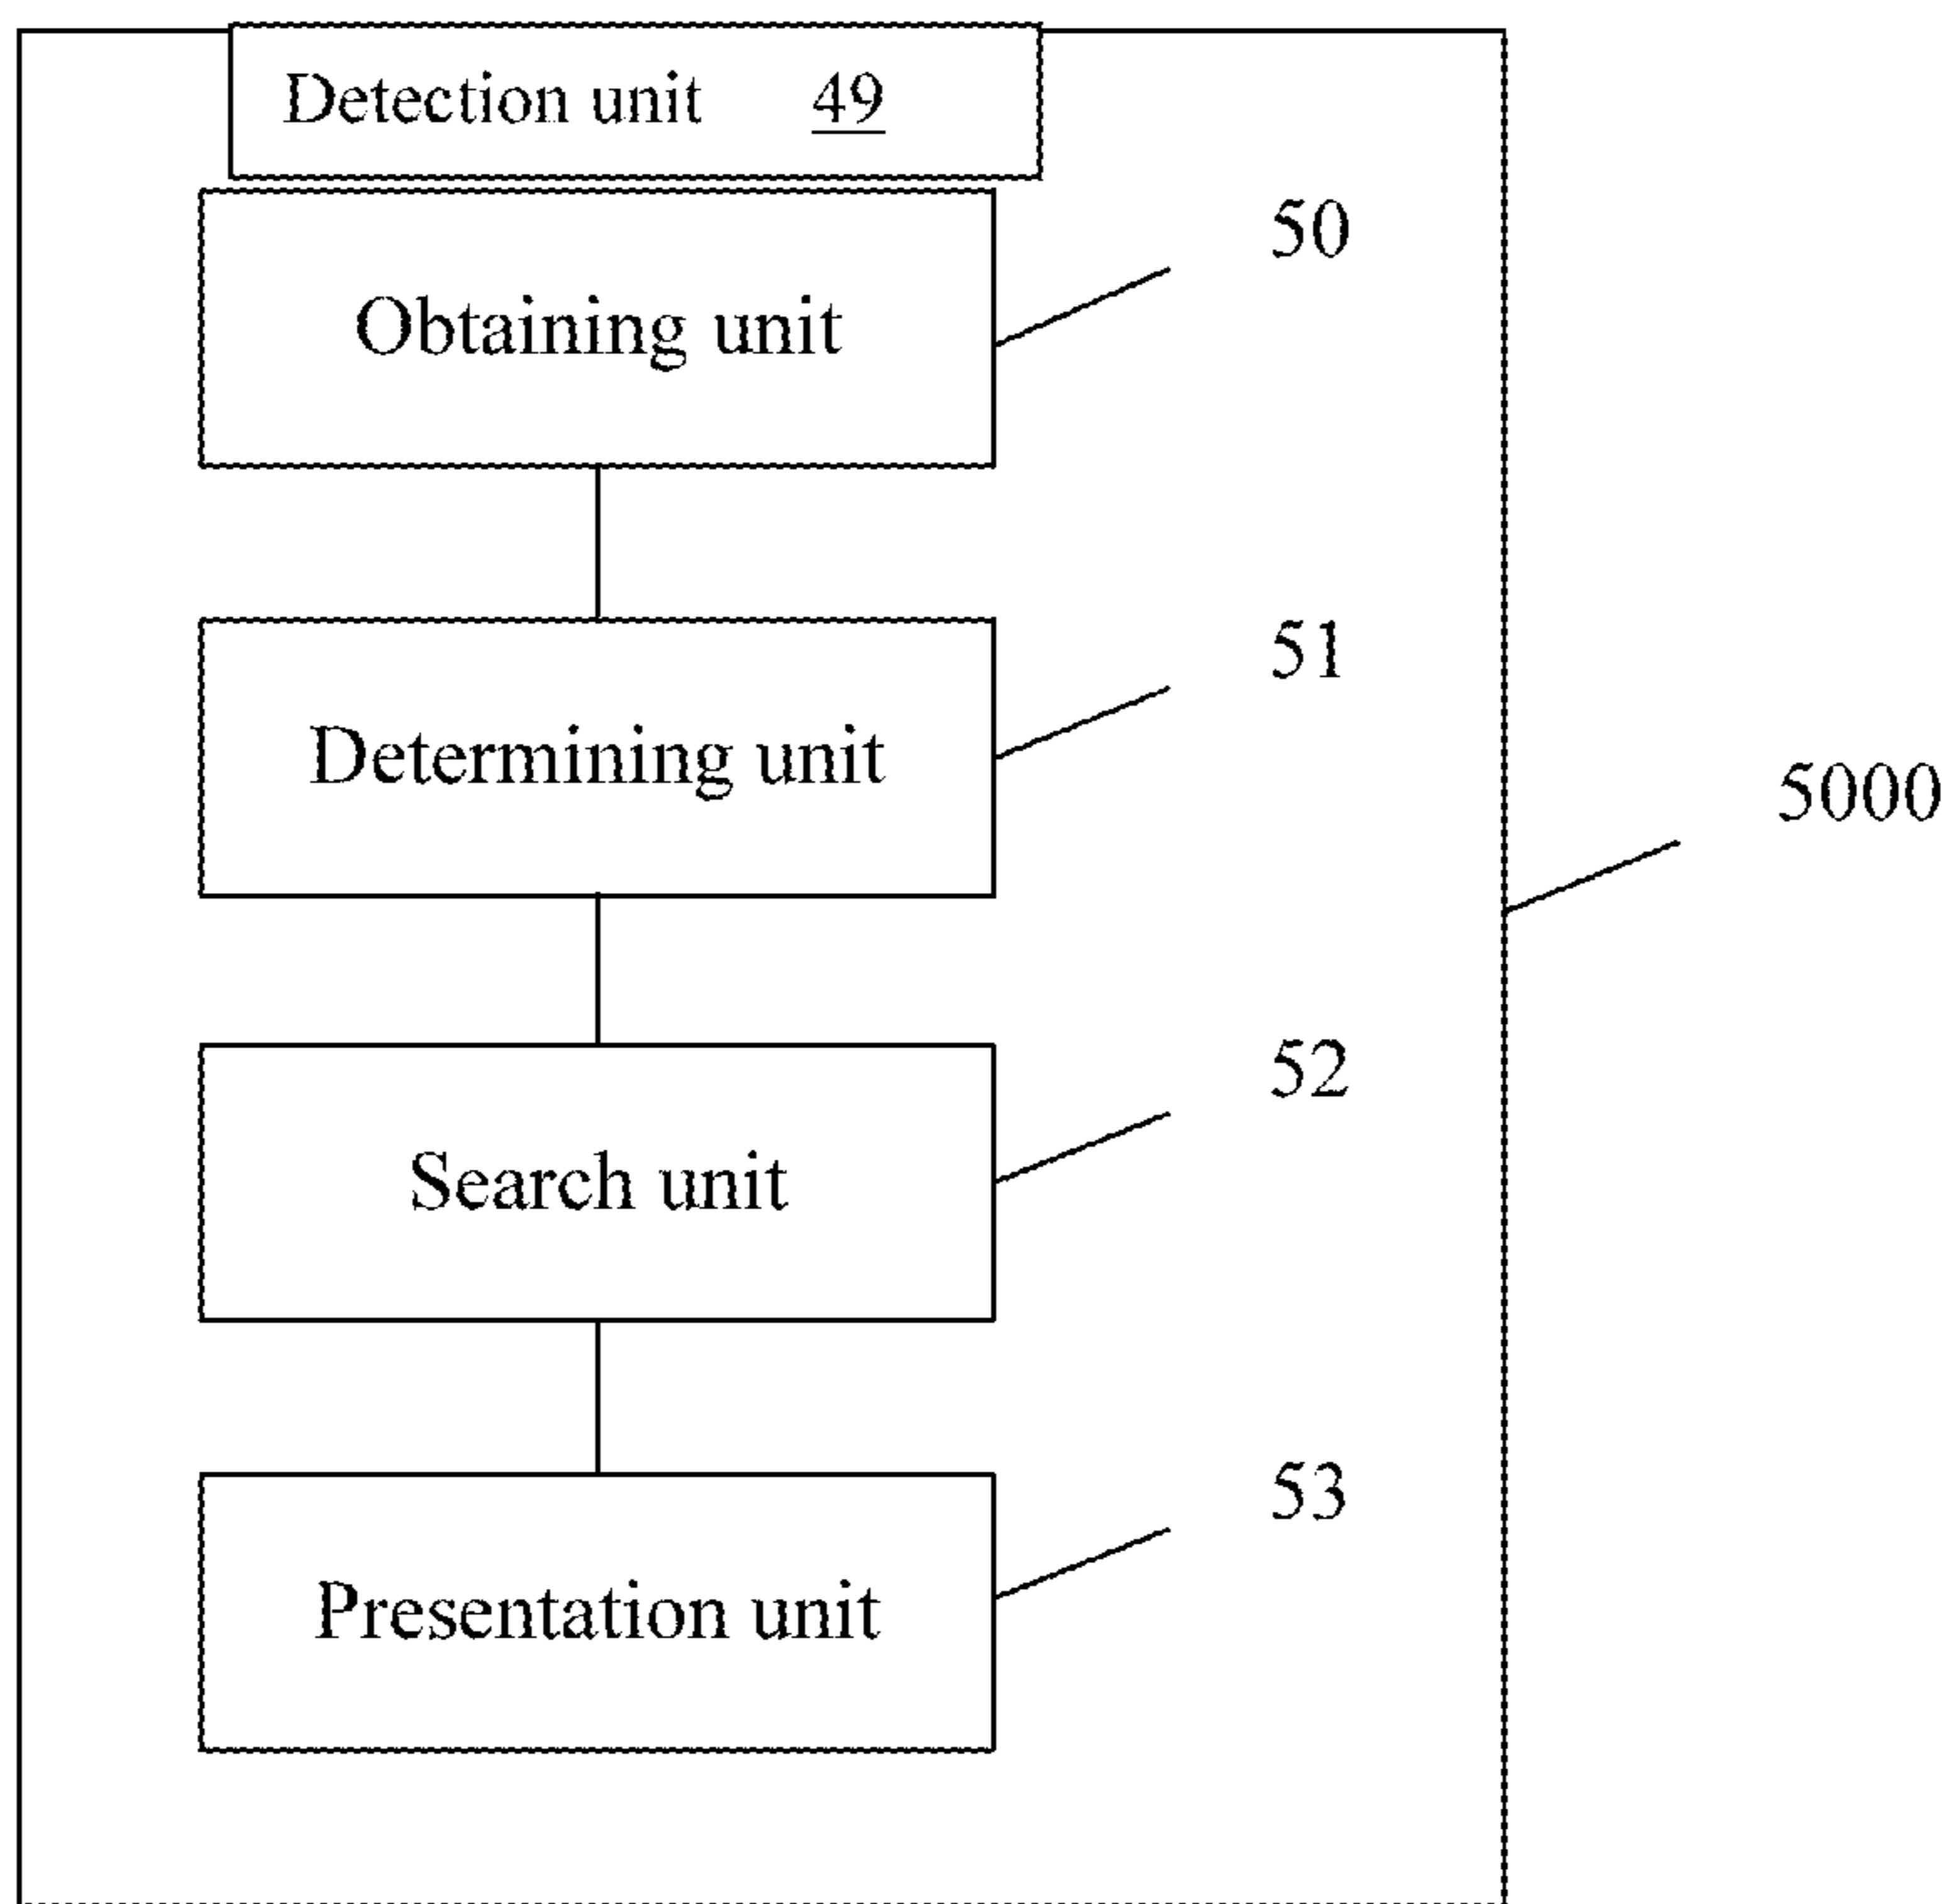 Detection unit 49
50
Obtaining unit
51
Determining unit
5000
52
Search unit
53
Presentation unit